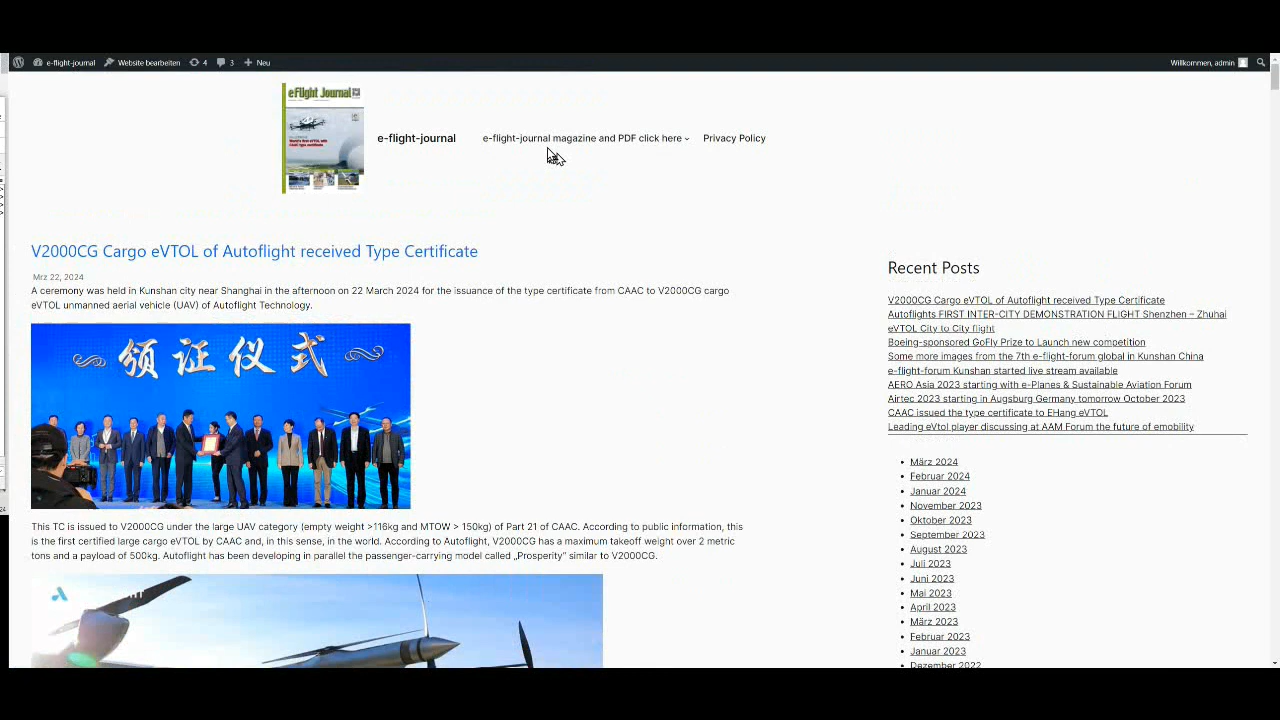 e-flight-journal Website bearbeiten 4 3 Neu Willkommen, admin
eFlight Journal
e-flight-journal e-flight-journal magazine and PDF click here Privacy Policy
V2000CG Cargo eVTOL of Autoflight received Type Certificate
Mrz 22, 2024
A ceremony was held in Kunshan city near Shanghai in the afternoon on 22 March 2024 for the issuance of the type certificate from CAAC to V2000CG cargo
eVTOL unmanned aerial vehicle (UAV) of Autoflight Technology.
领证仪式
This TC is issued to V2000CG under the large UAV category (empty weight >116kg and MTOW > 150kg) of Part 21 of CAAC. According to public information, this
is the first certified large cargo eVTOL by CAAC and, in this sense, in the world. According to Autoflight, V2000CG has a maximum takeoff weight over 2 metric
tons and a payload of 500kg. Autoflight has been developing in parallel the passenger-carrying model called „Prosperity“ similar to V2000CG.
Recent Posts
V2000CG Cargo eVTOL of Autoflight received Type Certificate
Autoflights FIRST INTER-CITY DEMONSTRATION FLIGHT Shenzhen – Zhuhai
eVTOL City to City flight
Boeing-sponsored GoFly Prize to Launch new competition
Some more images from the 7th e-flight-forum global in Kunshan China
e-flight-forum Kunshan started live stream available
AERO Asia 2023 starting with e-Planes & Sustainable Aviation Forum
Airtec 2023 starting in Augsburg Germany tomorrow October 2023
CAAC issued the type certificate to EHang eVTOL
Leading eVtol player discussing at AAM Forum the future of emobility
März 2024
Februar 2024
Januar 2024
November 2023
Oktober 2023
September 2023
August 2023
Juli 2023
Juni 2023
Mai 2023
April 2023
März 2023
Februar 2023
Januar 2023
Dezember 2022